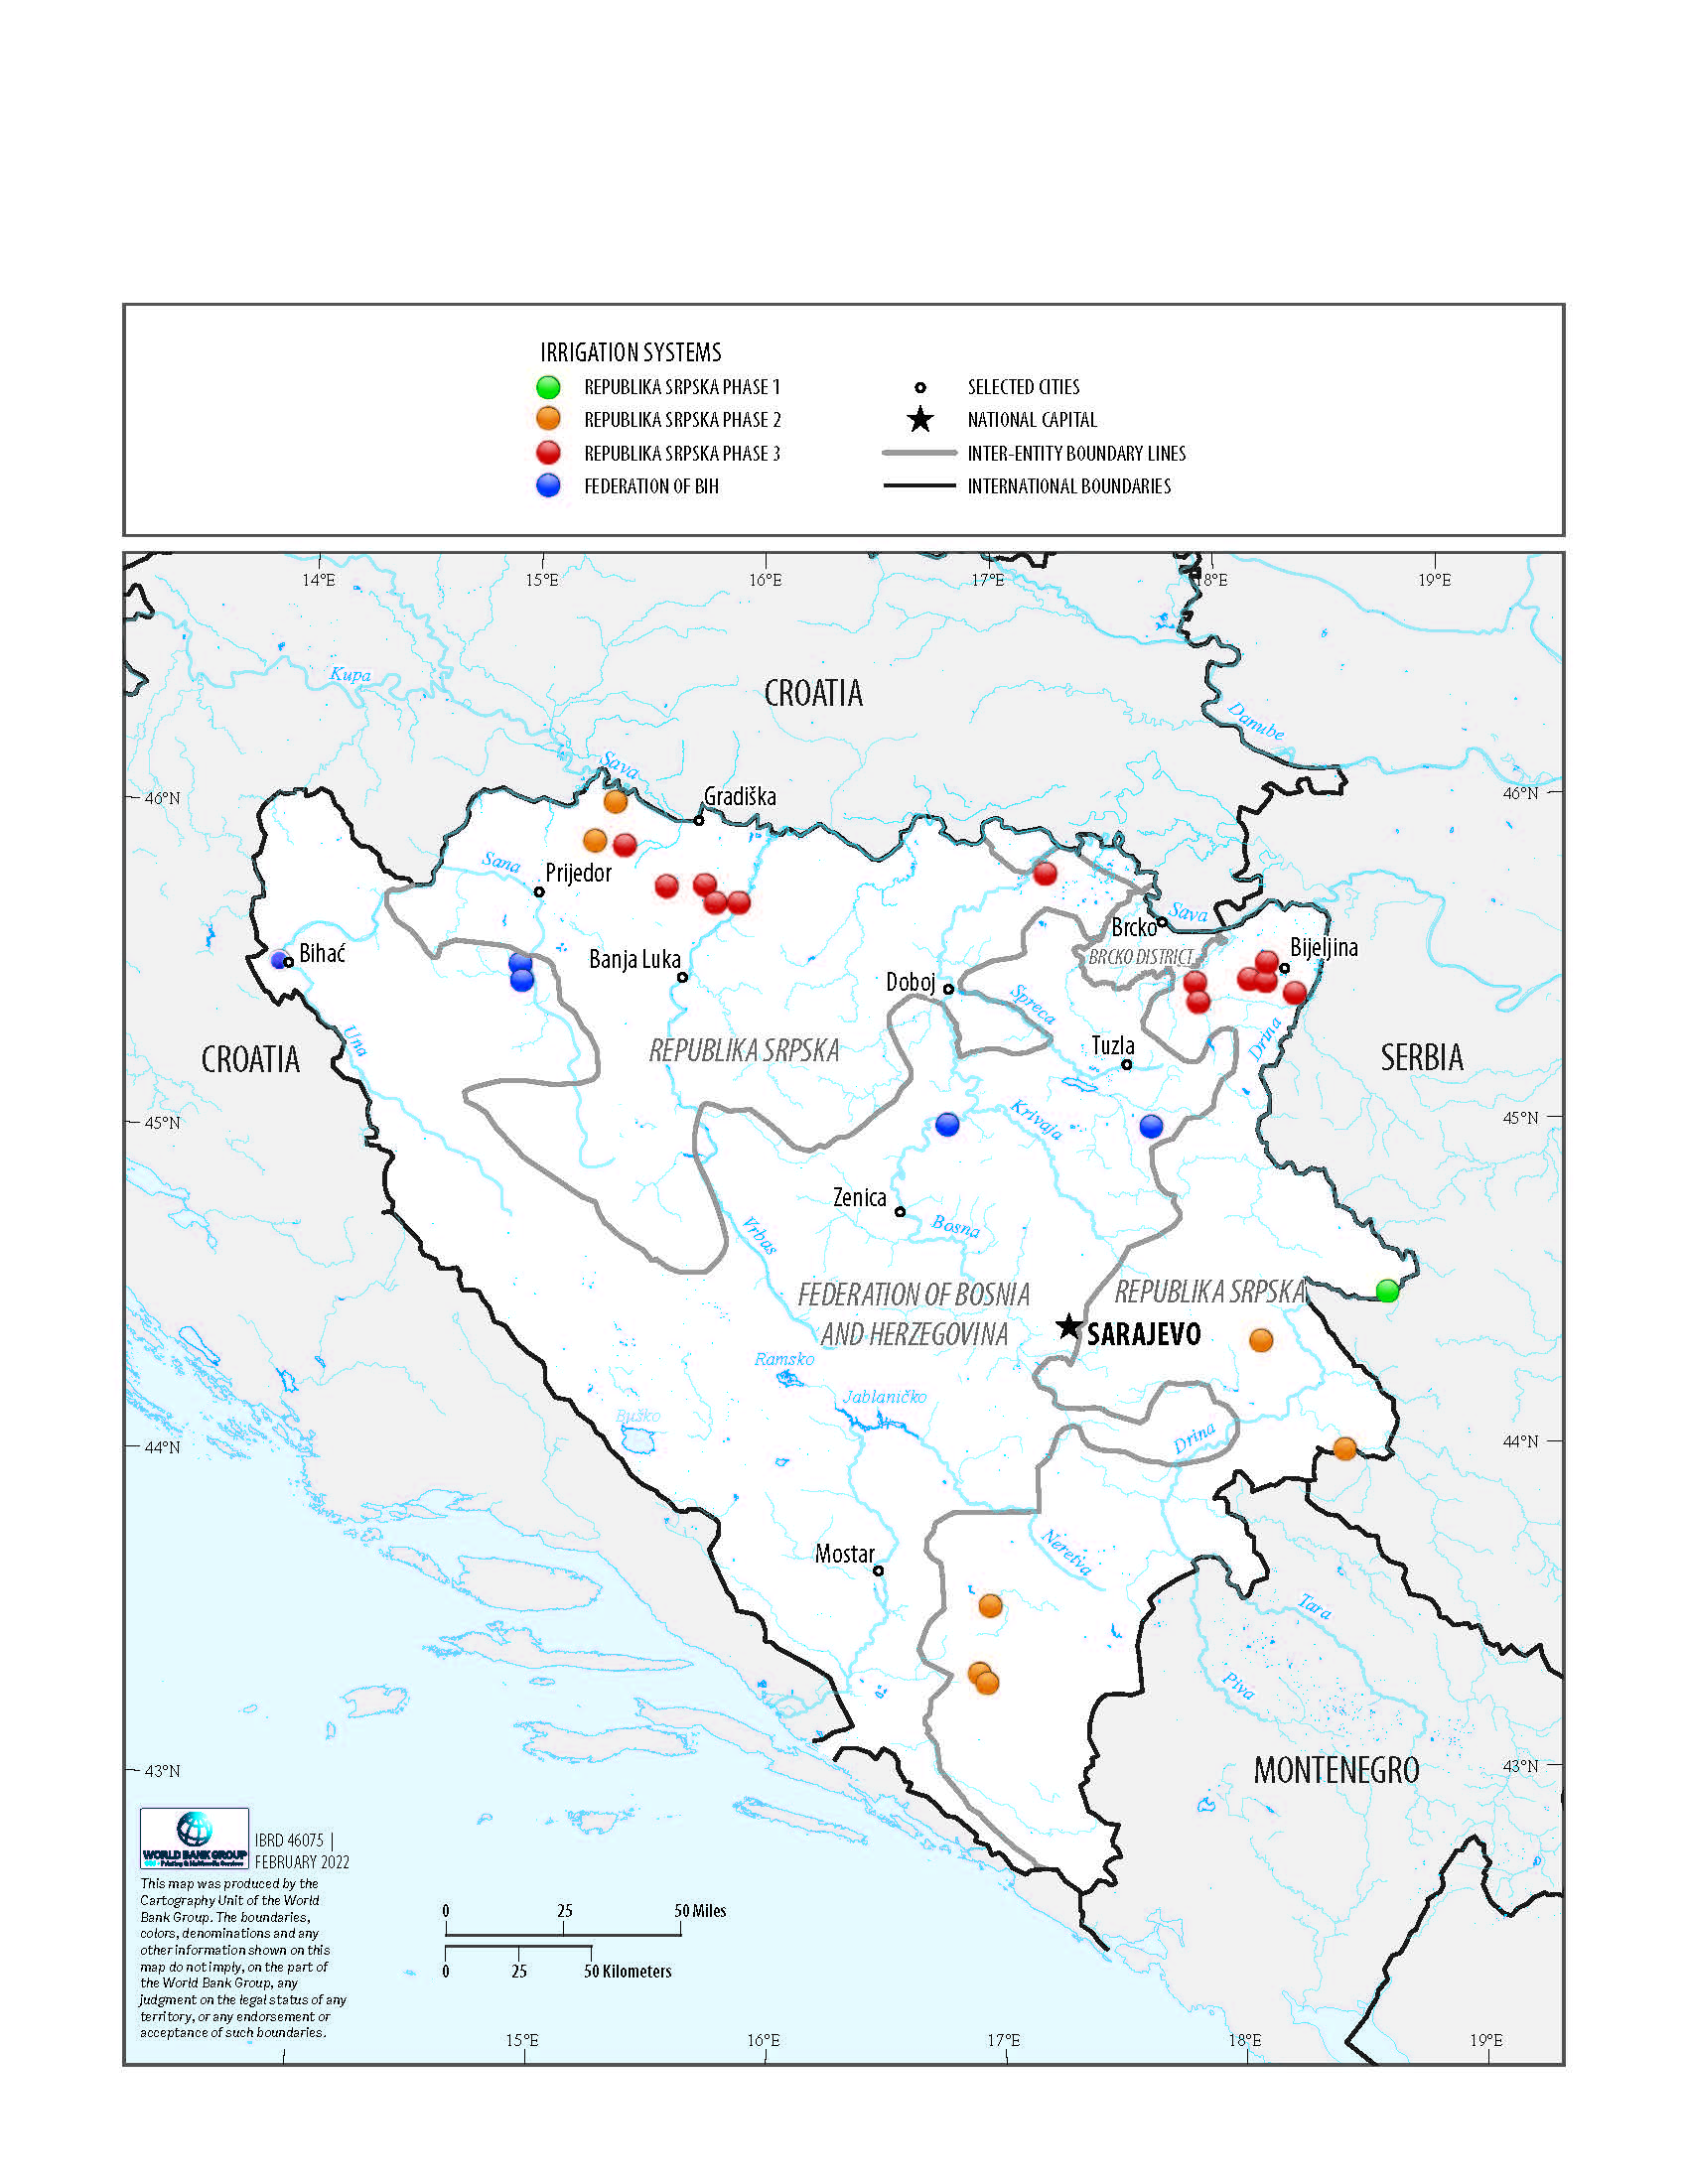 IRRIGATION SYSTEMS
REPUBLIKA SRPSKA PHASE 1
REPUBLIKA SRPSKA PHASE 2
REPUBLIKA SRPSKA PHASE 3
FEDERATION OF BIH
SELECTED CITIES
NATIONAL CAPITAL
INTER-ENTITY BOUNDARY LINES
INTERNATIONAL BOUNDARIES
14°E
15°E
16°E
17°E
18°E
19°E
Kupa
CROATIA
Danube
Sava
46°N
Gradiška
46°N
Sana
Prijedor
Brcko
Sava
Bihać
Banja Luka
BRCKO DISTRICT
Bijeljina
Doboj
Spreca
Una
CROATIA
REPUBLIKA SRPSKA
Tuzla
Drina
SERBIA
45°N
Krivaja
45°N
Zenica
Vrbas
Bosna
FEDERATION OF BOSNIA
AND HERZEGOVINA
REPUBLIKA SRPSKA
SARAJEVO
Ramsko
Jablaničko
Buško
44°N
Drina
44°N
Mostar
Neretva
Tara
Piva
43°N
MONTENEGRO
43°N
WORLD BANK GROUP
Printing & Multimedia Services
IBRD 46075 |
FEBRUARY 2022
This map was produced by the
Cartography Unit of the World
Bank Group. The boundaries,
colors, denominations and any
other information shown on this
map do not imply, on the part of
the World Bank Group, any
judgment on the legal status of any
territory, or any endorsement or
acceptance of such boundaries.
0 25 50 Miles
0 25 50 Kilometers
15°E
16°E
17°E
18°E
19°E